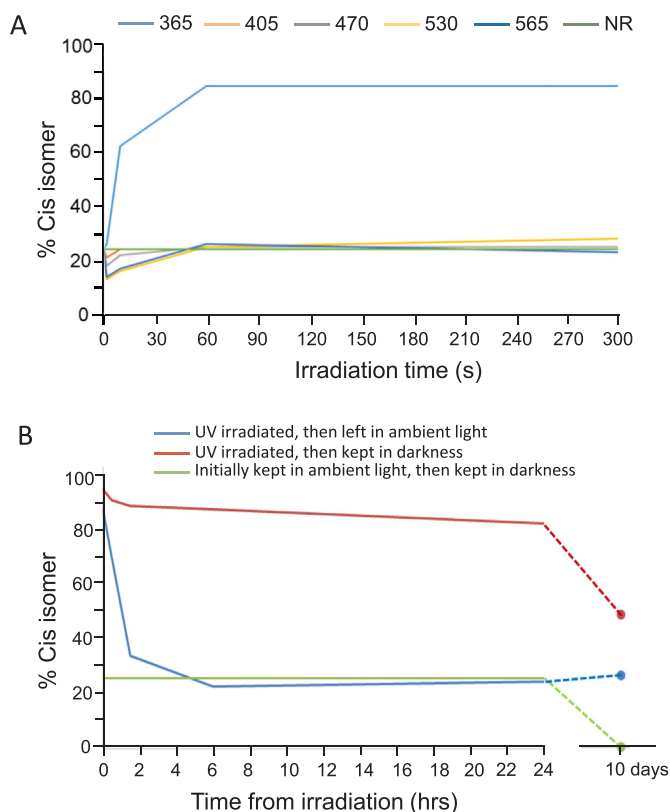 A
365 405 470 530 565 NR
100
80
60
40
20
0
% Cis isomer
0 30 60 90 120 150 180 210 240 270 300
Irradiation time (s)
B
UV irradiated, then left in ambient light
UV irradiated, then kept in darkness
Initially kept in ambient light, then kept in darkness
100
80
60
40
20
0
% Cis isomer
0 2 4 6 8 10 12 14 16 18 20 22 24 10 days
Time from irradiation (hrs)